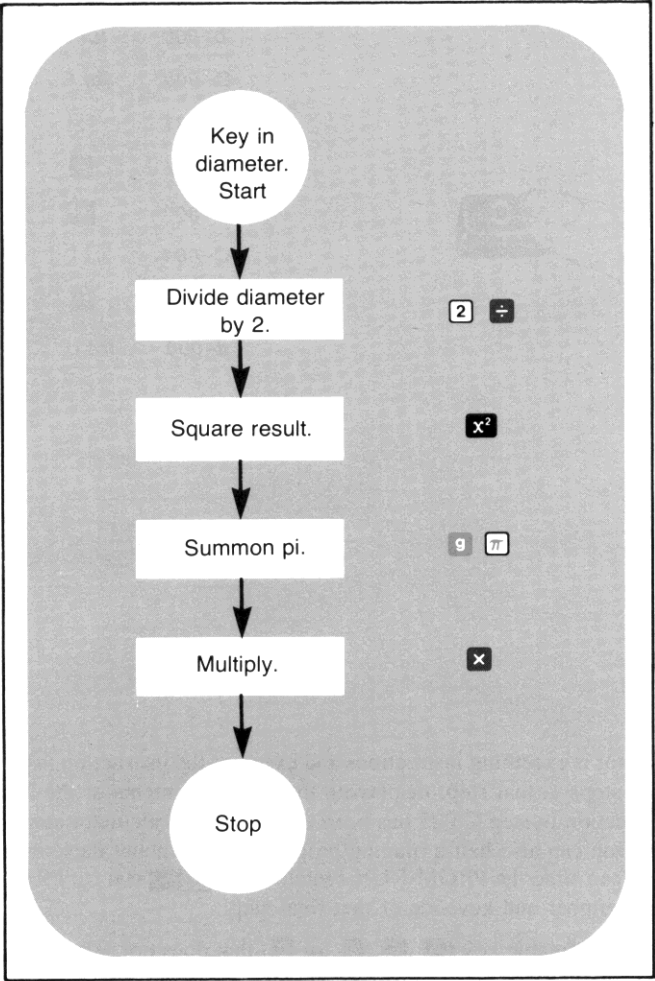 Key in
diameter.
Start
Divide diameter
by 2.
2 ÷
Square result.
x²
Summon pi.
g π
Multiply.
×
Stop